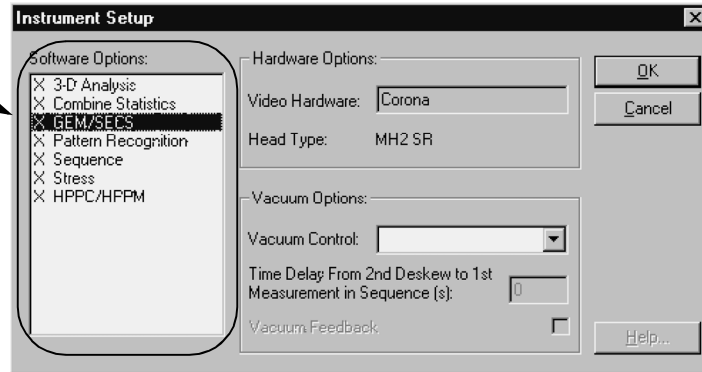 Instrument Setup
Software Options:
X 3-D Analysis
X Combine Statistics
X GEM/SECS
X Pattern Recognition
X Sequence
X Stress
X HPPC/HPPM
Hardware Options:
Video Hardware: Corona
Head Type: MH2 SR
Vacuum Options:
Vacuum Control:
Time Delay From 2nd Deskew to 1st
Measurement in Sequence (s): 0
Vacuum Feedback
OK
Cancel
Help...